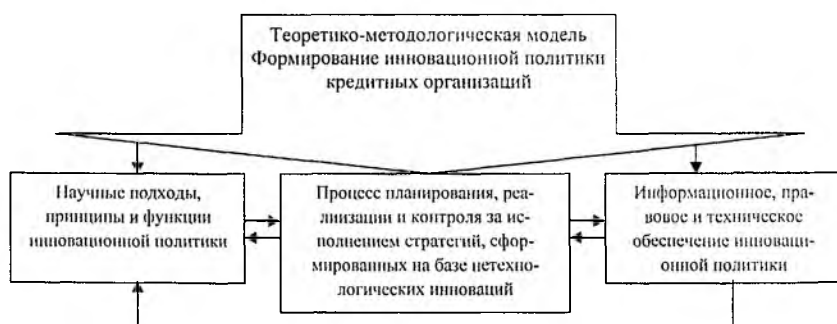 Теоретико-методологическая модель
Формирование инновационной политики
кредитных организаций
Научные подходы,
принципы и функции
инновационной политики
Процесс планирования, реа-
лизации и контроля за ис-
полнением стратегий, сфор-
мированных на базе нетехно-
логических инноваций
Информационное, пра-
вовое и техническое
обеспечение инноваци-
онной политики